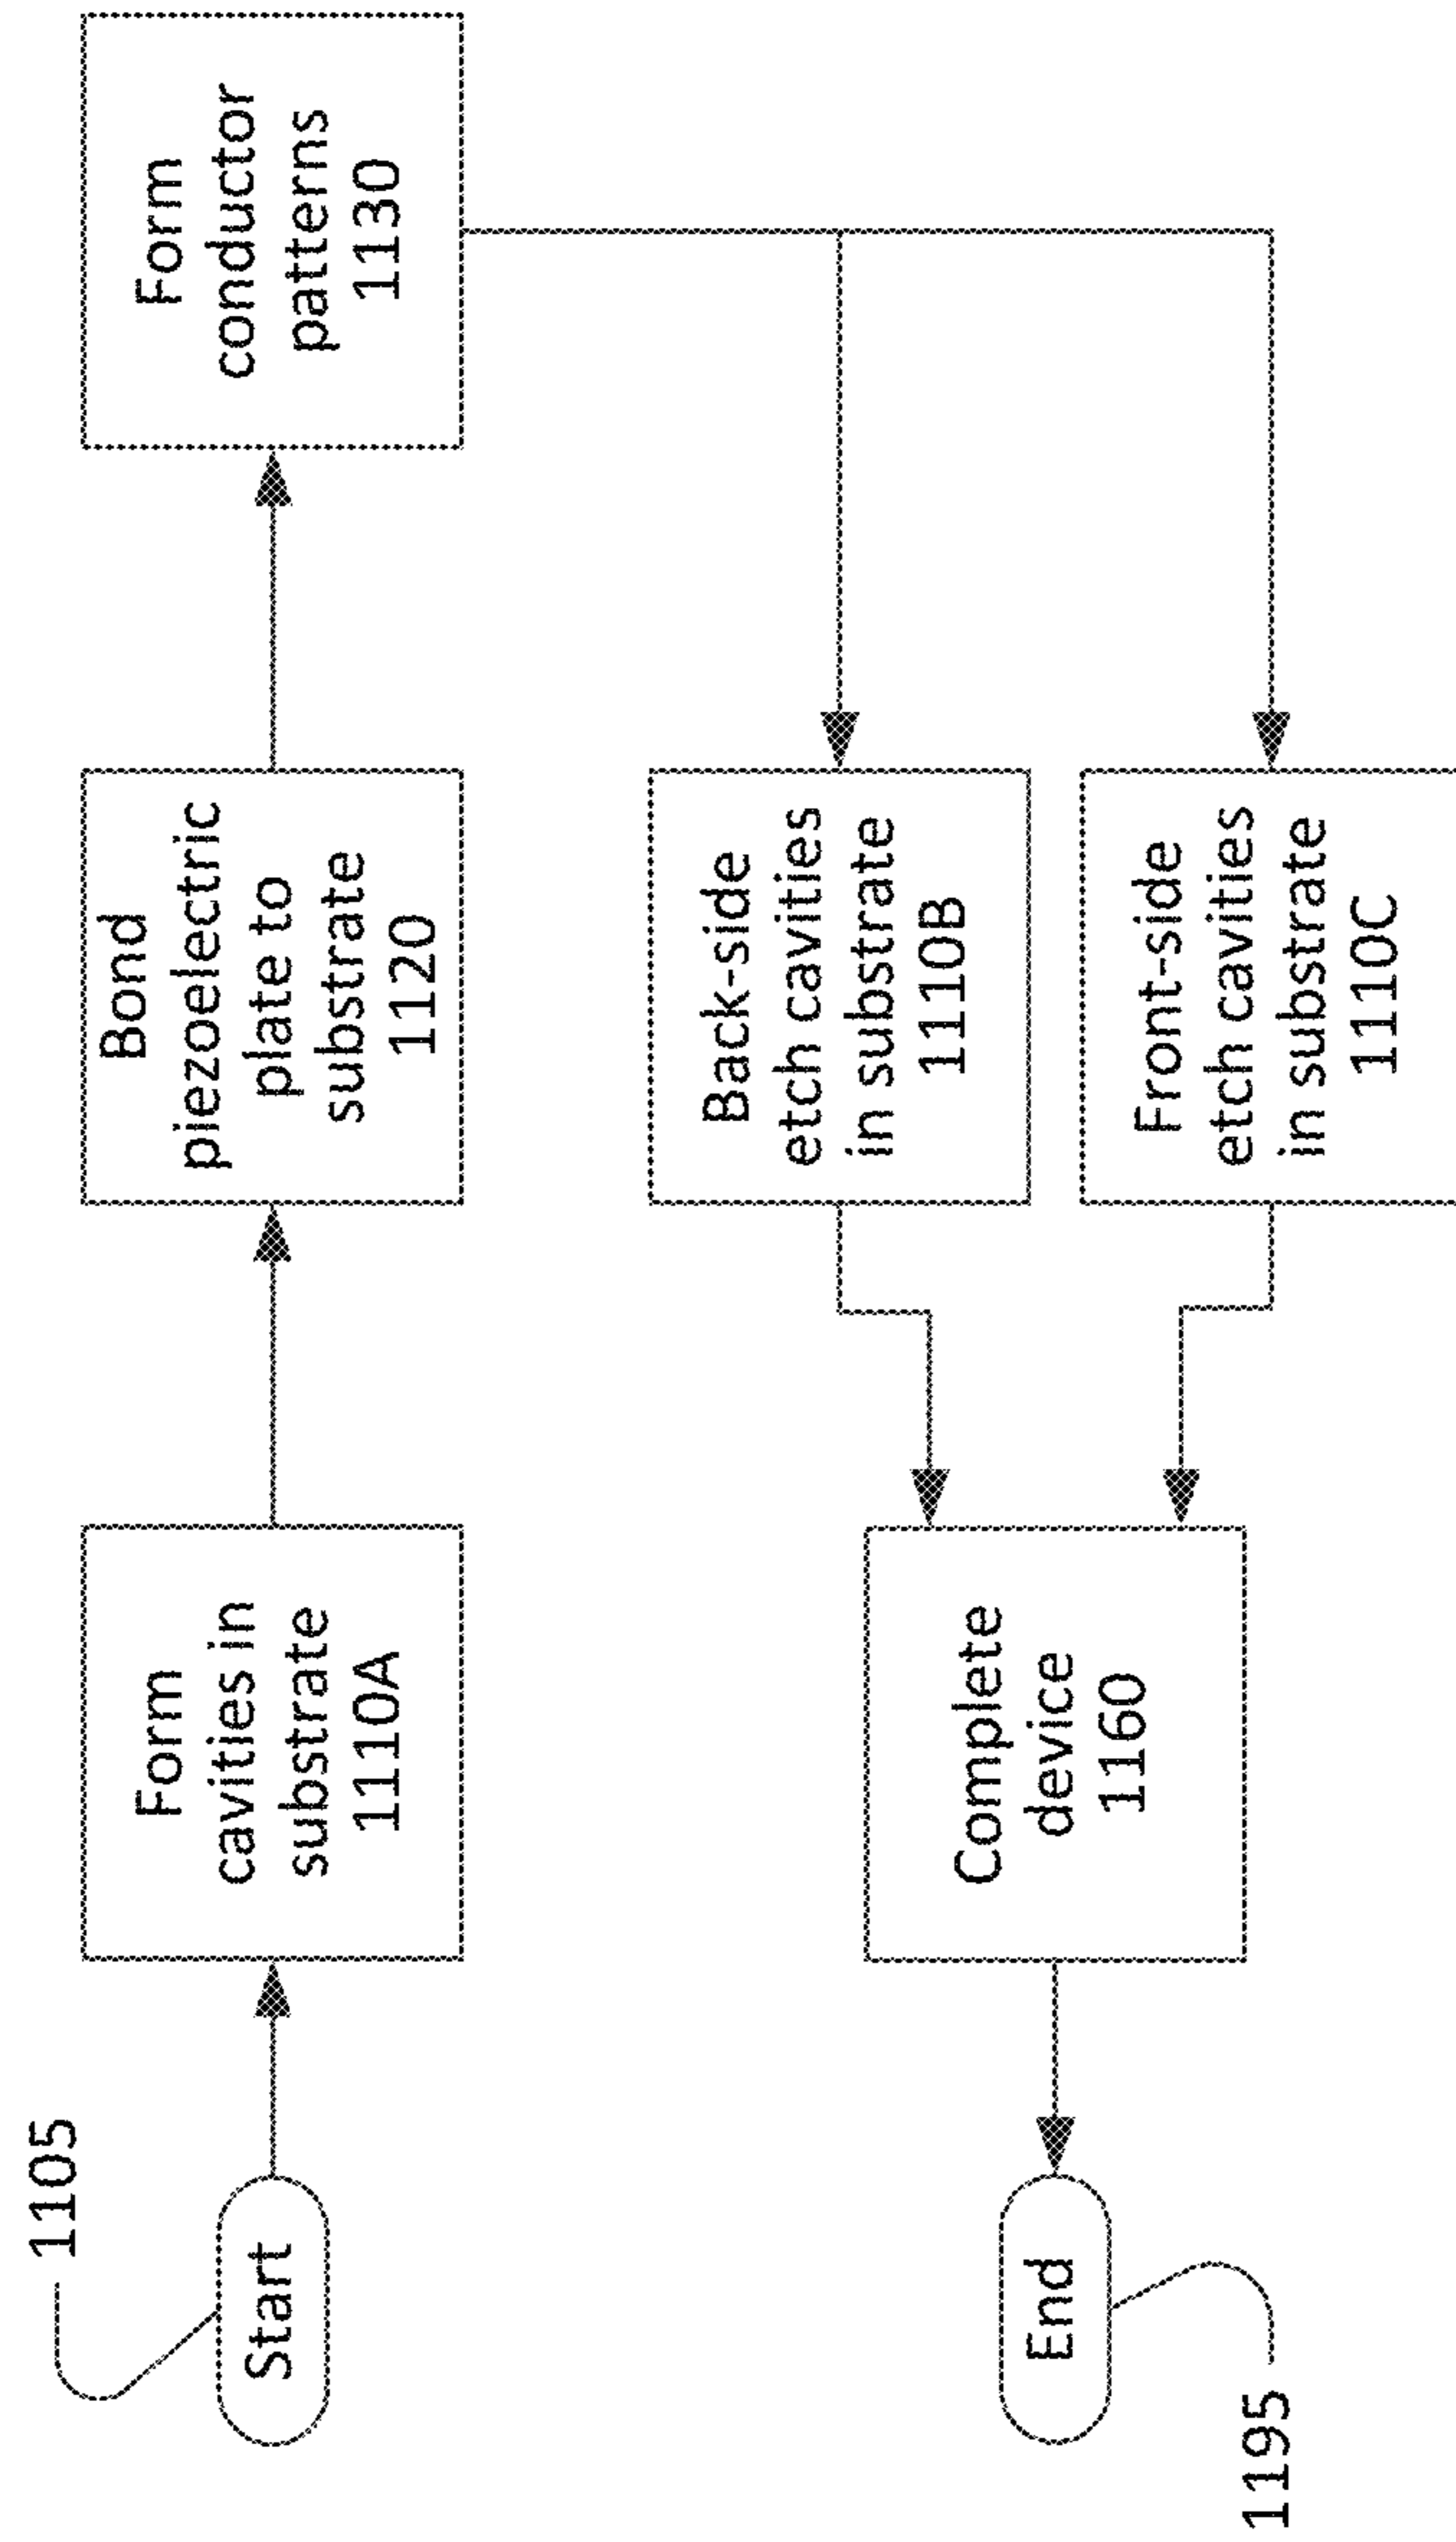 1105
Start
Form
cavities in
substrate
1110A
Bond
piezoelectric
plate to
substrate
1120
Form
conductor
patterns
1130
Back-side
etch cavities
in substrate
1110B
Front-side
etch cavities
in substrate
1110C
Complete
device
1160
End
1195